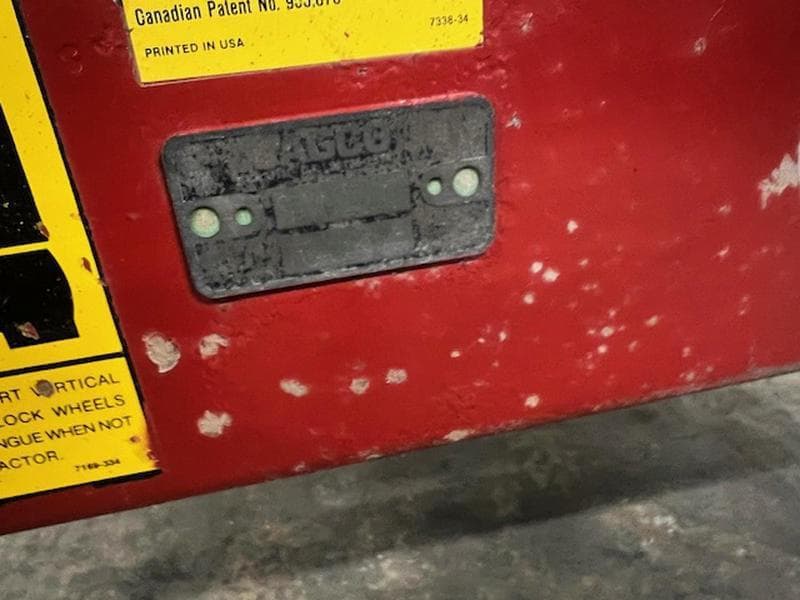 Canadian Patent No.
7338-34
PRINTED IN USA
AGCO
RT VERTICAL
LOCK WHEELS
NGUE WHEN NOT
ACTOR.
7169-334